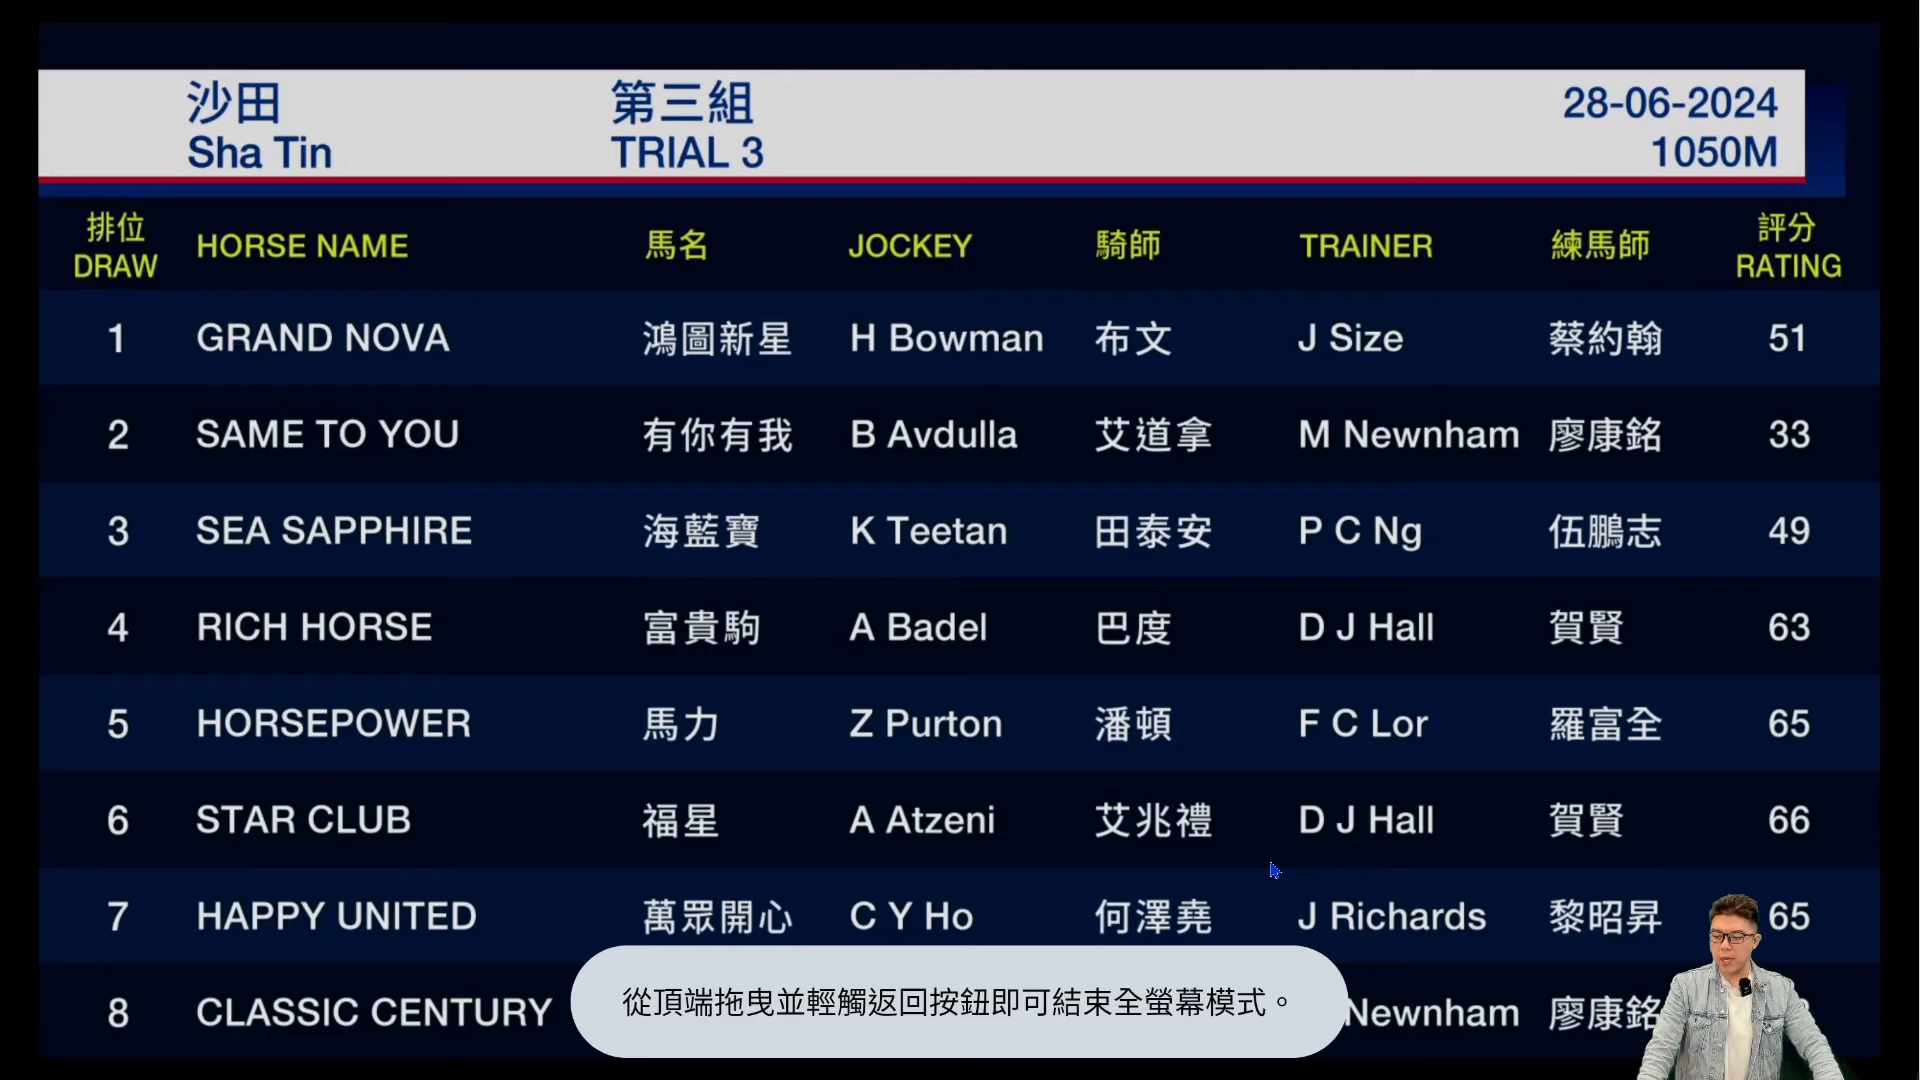 沙田 第三組 28-06-2024
Sha Tin TRIAL 3 1050M
排位 DRAW HORSE NAME 馬名 JOCKEY 騎師 TRAINER 練馬師 評分 RATING
1 GRAND NOVA 鴻圖新星 H Bowman 布文 J Size 蔡約翰 51
2 SAME TO YOU 有你有我 B Avdulla 艾道拿 M Newnham 廖康銘 33
3 SEA SAPPHIRE 海藍寶 K Teetan 田泰安 P C Ng 伍鵬志 49
4 RICH HORSE 富貴駒 A Badel 巴度 D J Hall 賀賢 63
5 HORSEPOWER 馬力 Z Purton 潘頓 F C Lor 羅富全 65
6 STAR CLUB 福星 A Atzeni 艾兆禮 D J Hall 賀賢 66
7 HAPPY UNITED 萬眾開心 C Y Ho 何澤堯 J Richards 黎昭昇 65
8 CLASSIC CENTURY Newnham 廖康銘
從頂端拖曳並輕觸返回按鈕即可結束全螢幕模式。